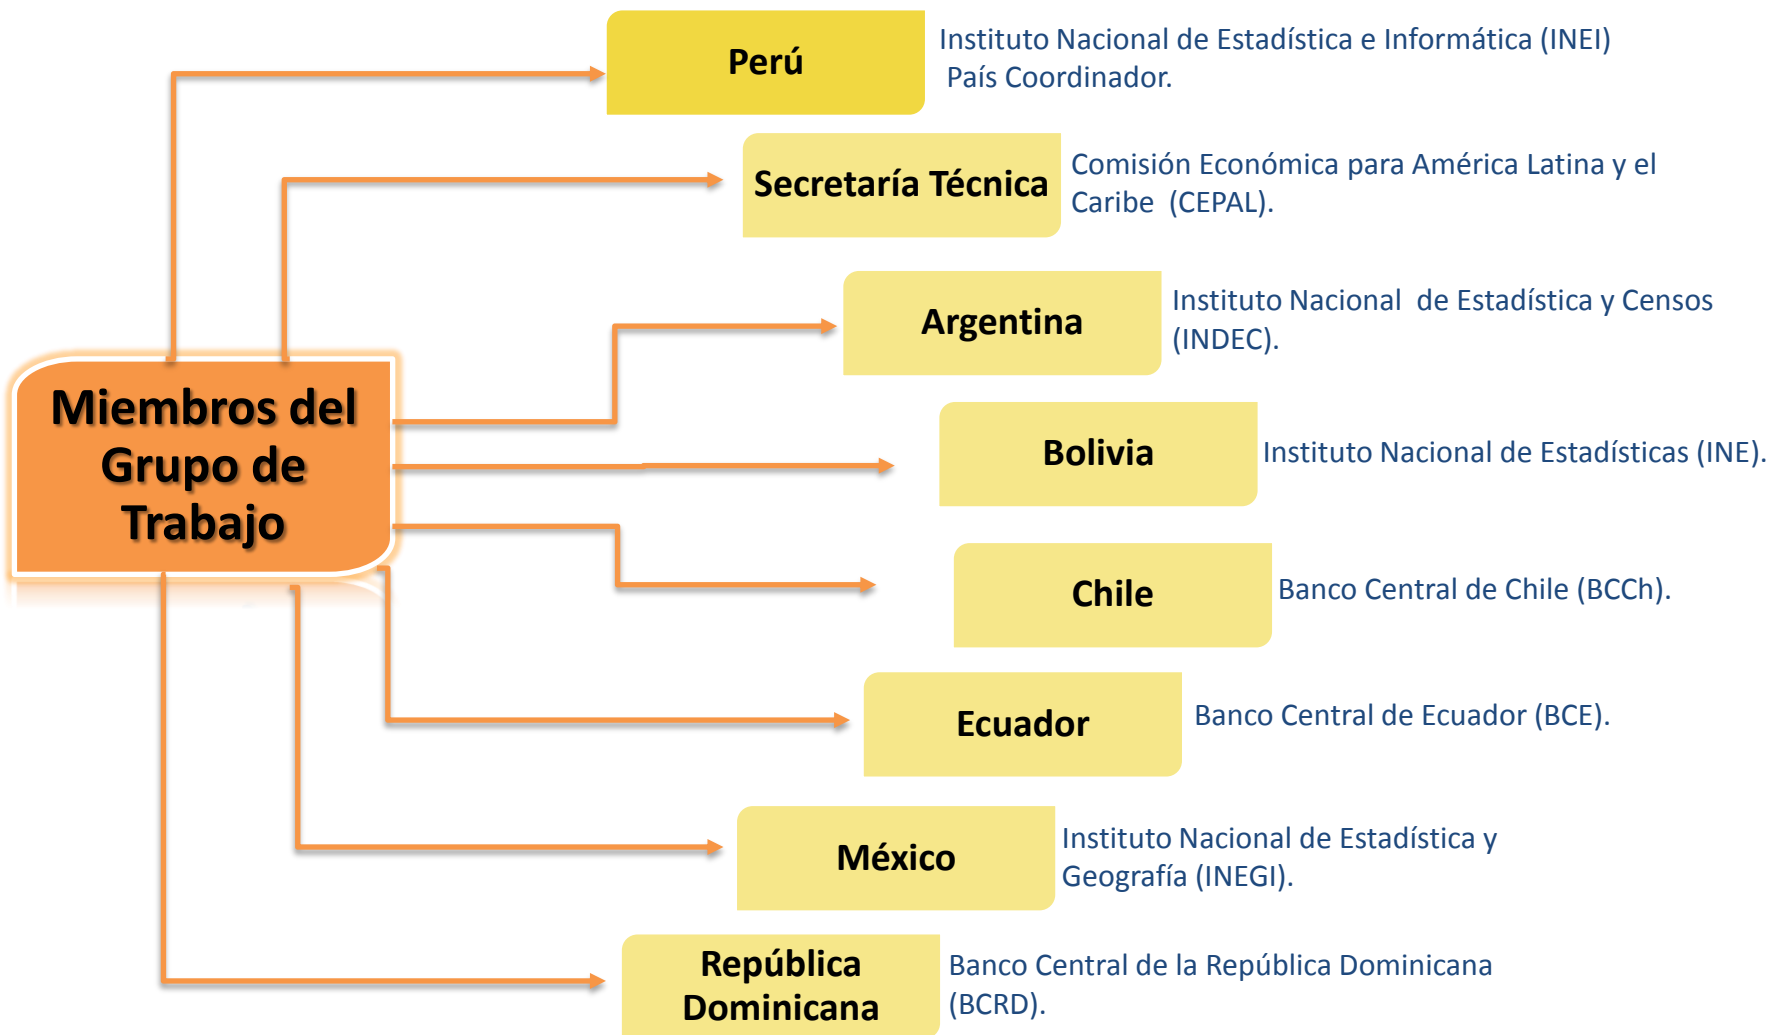 Perú
Instituto Nacional de Estadística e Informática (INEI)
País Coordinador.
Secretaría Técnica
Comisión Económica para América Latina y el
Caribe (CEPAL).
Argentina
Instituto Nacional de Estadística y Censos
(INDEC).
Miembros del
Grupo de
Trabajo
Bolivia
Instituto Nacional de Estadísticas (INE).
Chile
Banco Central de Chile (BCCh).
Ecuador
Banco Central de Ecuador (BCE).
México
Instituto Nacional de Estadística y
Geografía (INEGI).
República
Dominicana
Banco Central de la República Dominicana
(BCRD).